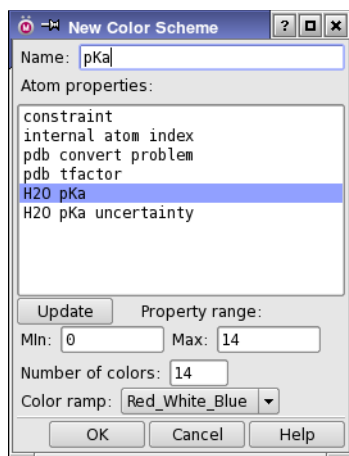 New Color Scheme
Name: pKa
Atom properties:
constraint
internal atom index
pdb convert problem
pdb tfactor
H2O pKa
H2O pKa uncertainty
Update Property range:
MIn: 0 Max: 14
Number of colors: 14
Color ramp: Red_White_Blue
OK Cancel Help